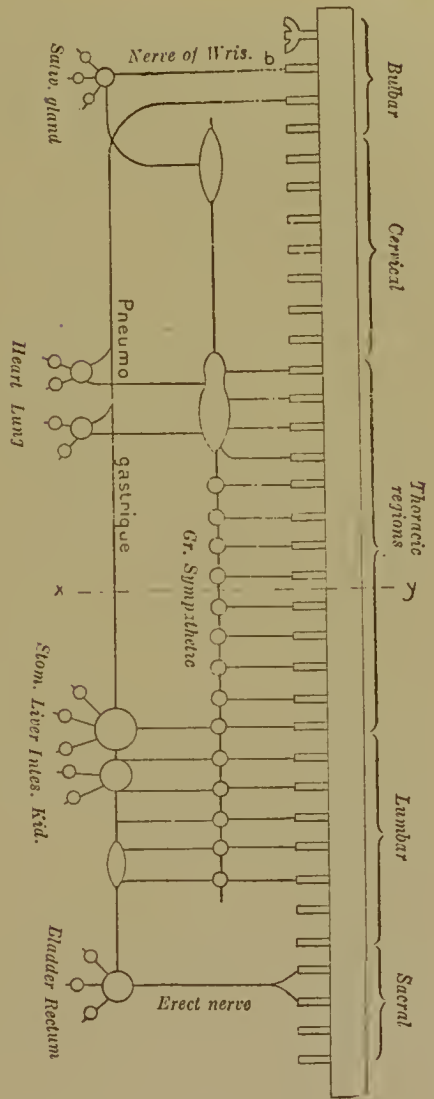 Nerve of Wris.
b
Bulbar
Saliv. gland
Cervical
Pneumo
Heart Lung
Thoracic
regions
gastrique
Gr. Sympathetic
x
y
Stom. Liver Intes. Kid.
Lumbar
Bladder Rectum
Erect nerve
Sacral